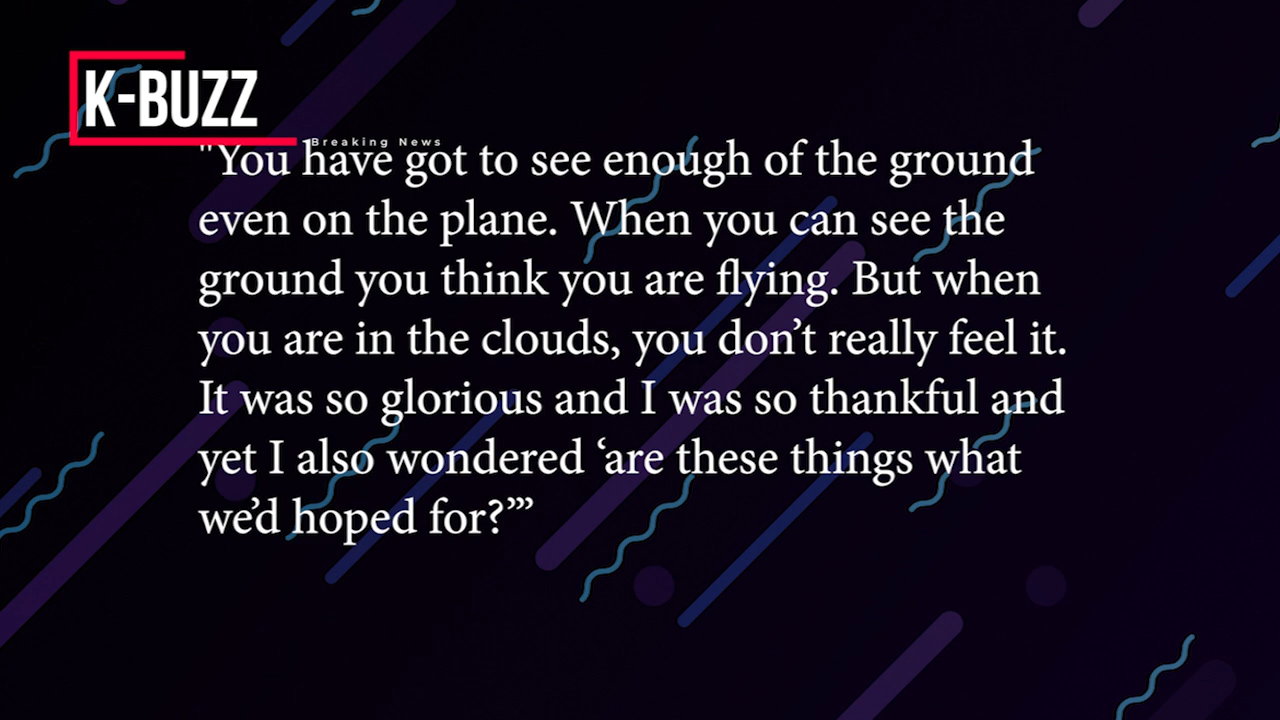 K-BUZZ
Breaking News
"You have got to see enough of the ground
even on the plane. When you can see the
ground you think you are flying. But when
you are in the clouds, you don’t really feel it.
It was so glorious and I was so thankful and
yet I also wondered ‘are these things what
we’d hoped for?’”